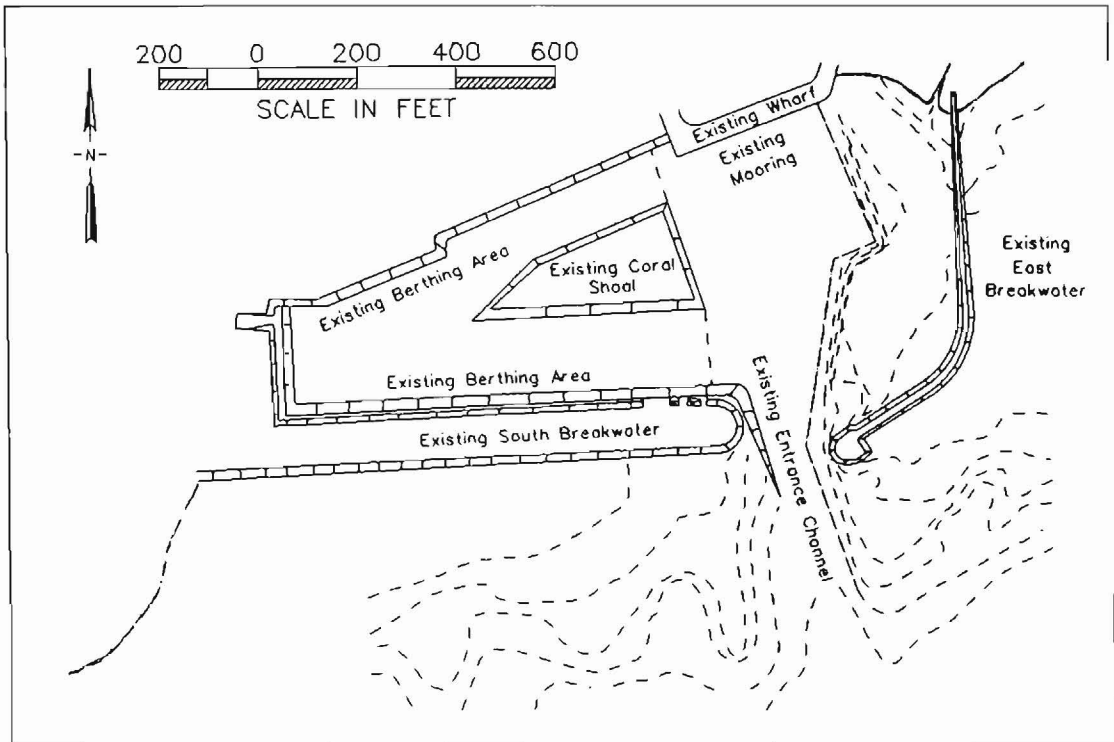 200 0 200 400 600
SCALE IN FEET
N
Existing Wharf
Existing
Mooring
Existing
East
Breakwater
Existing Berthing Area
Existing Coral
Shoal
Existing Berthing Area
Existing South Breakwater
Existing Entrance Channel